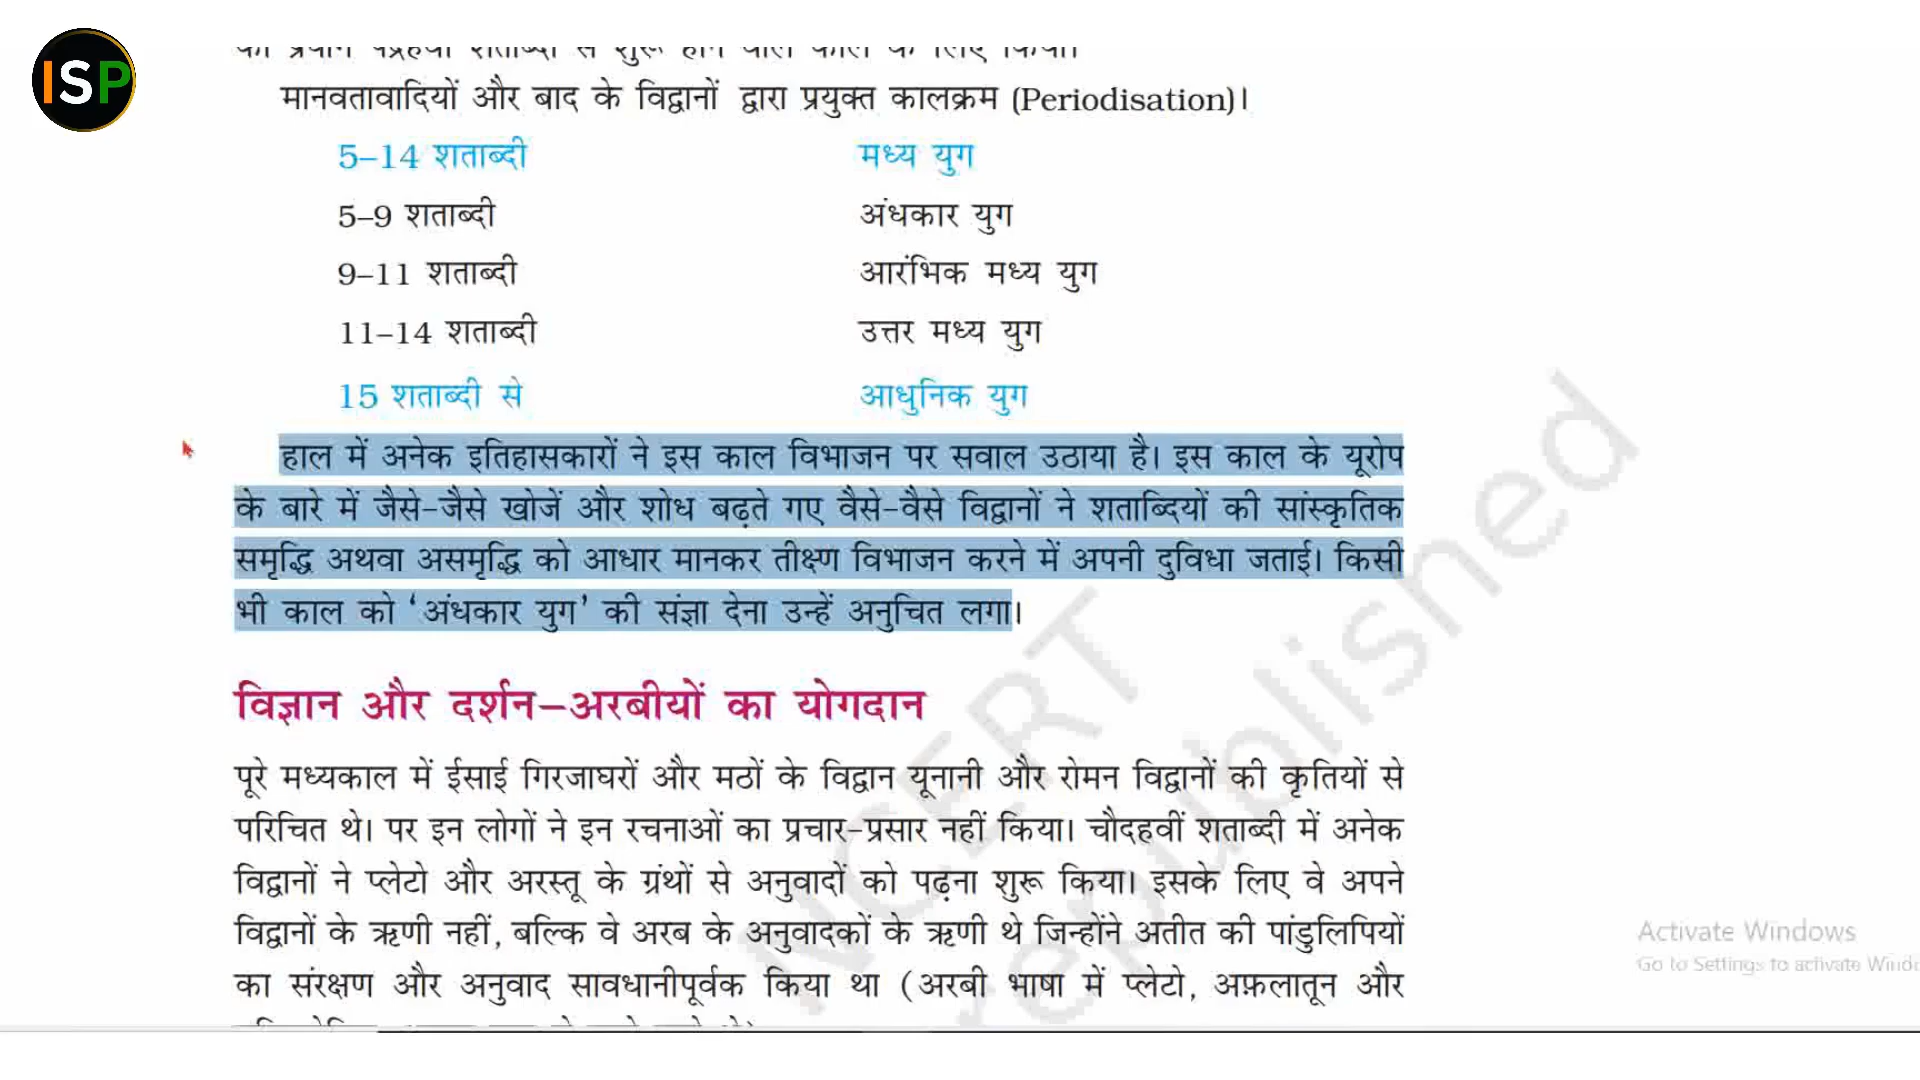 ISP
मानवतावादियों और बाद के विद्वानों द्वारा प्रयुक्त कालक्रम (Periodisation)।
5–14 शताब्दी मध्य युग
5–9 शताब्दी अंधकार युग
9–11 शताब्दी आरंभिक मध्य युग
11–14 शताब्दी उत्तर मध्य युग
15 शताब्दी से आधुनिक युग
हाल में अनेक इतिहासकारों ने इस काल विभाजन पर सवाल उठाया है। इस काल के यूरोप
के बारे में जैसे-जैसे खोजें और शोध बढ़ते गए वैसे-वैसे विद्वानों ने शताब्दियों की सांस्कृतिक
समृद्धि अथवा असमृद्धि को आधार मानकर तीक्ष्ण विभाजन करने में अपनी दुविधा जताई। किसी
भी काल को ‘अंधकार युग’ की संज्ञा देना उन्हें अनुचित लगा।
विज्ञान और दर्शन–अरबीयों का योगदान
पूरे मध्यकाल में ईसाई गिरजाघरों और मठों के विद्वान यूनानी और रोमन विद्वानों की कृतियों से
परिचित थे। पर इन लोगों ने इन रचनाओं का प्रचार-प्रसार नहीं किया। चौदहवीं शताब्दी में अनेक
विद्वानों ने प्लेटो और अरस्तू के ग्रंथों से अनुवादों को पढ़ना शुरू किया। इसके लिए वे अपने
विद्वानों के ऋणी नहीं, बल्कि वे अरब के अनुवादकों के ऋणी थे जिन्होंने अतीत की पांडुलिपियों
का संरक्षण और अनुवाद सावधानीपूर्वक किया था (अरबी भाषा में प्लेटो, अफ़लातून और
NCERT
republished
Activate Windows
Go to Settings to activate